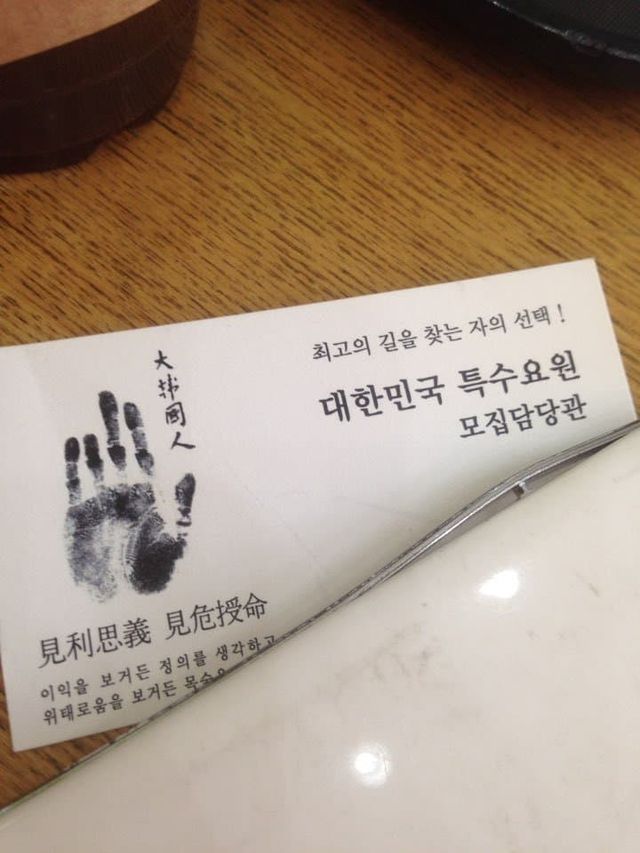 최고의 길을 찾는 자의 선택!
대한민국 특수요원
모집담당관
大韓國人
見利思義 見危授命
이익을 보거든 정의를 생각하고
위태로움을 보거든